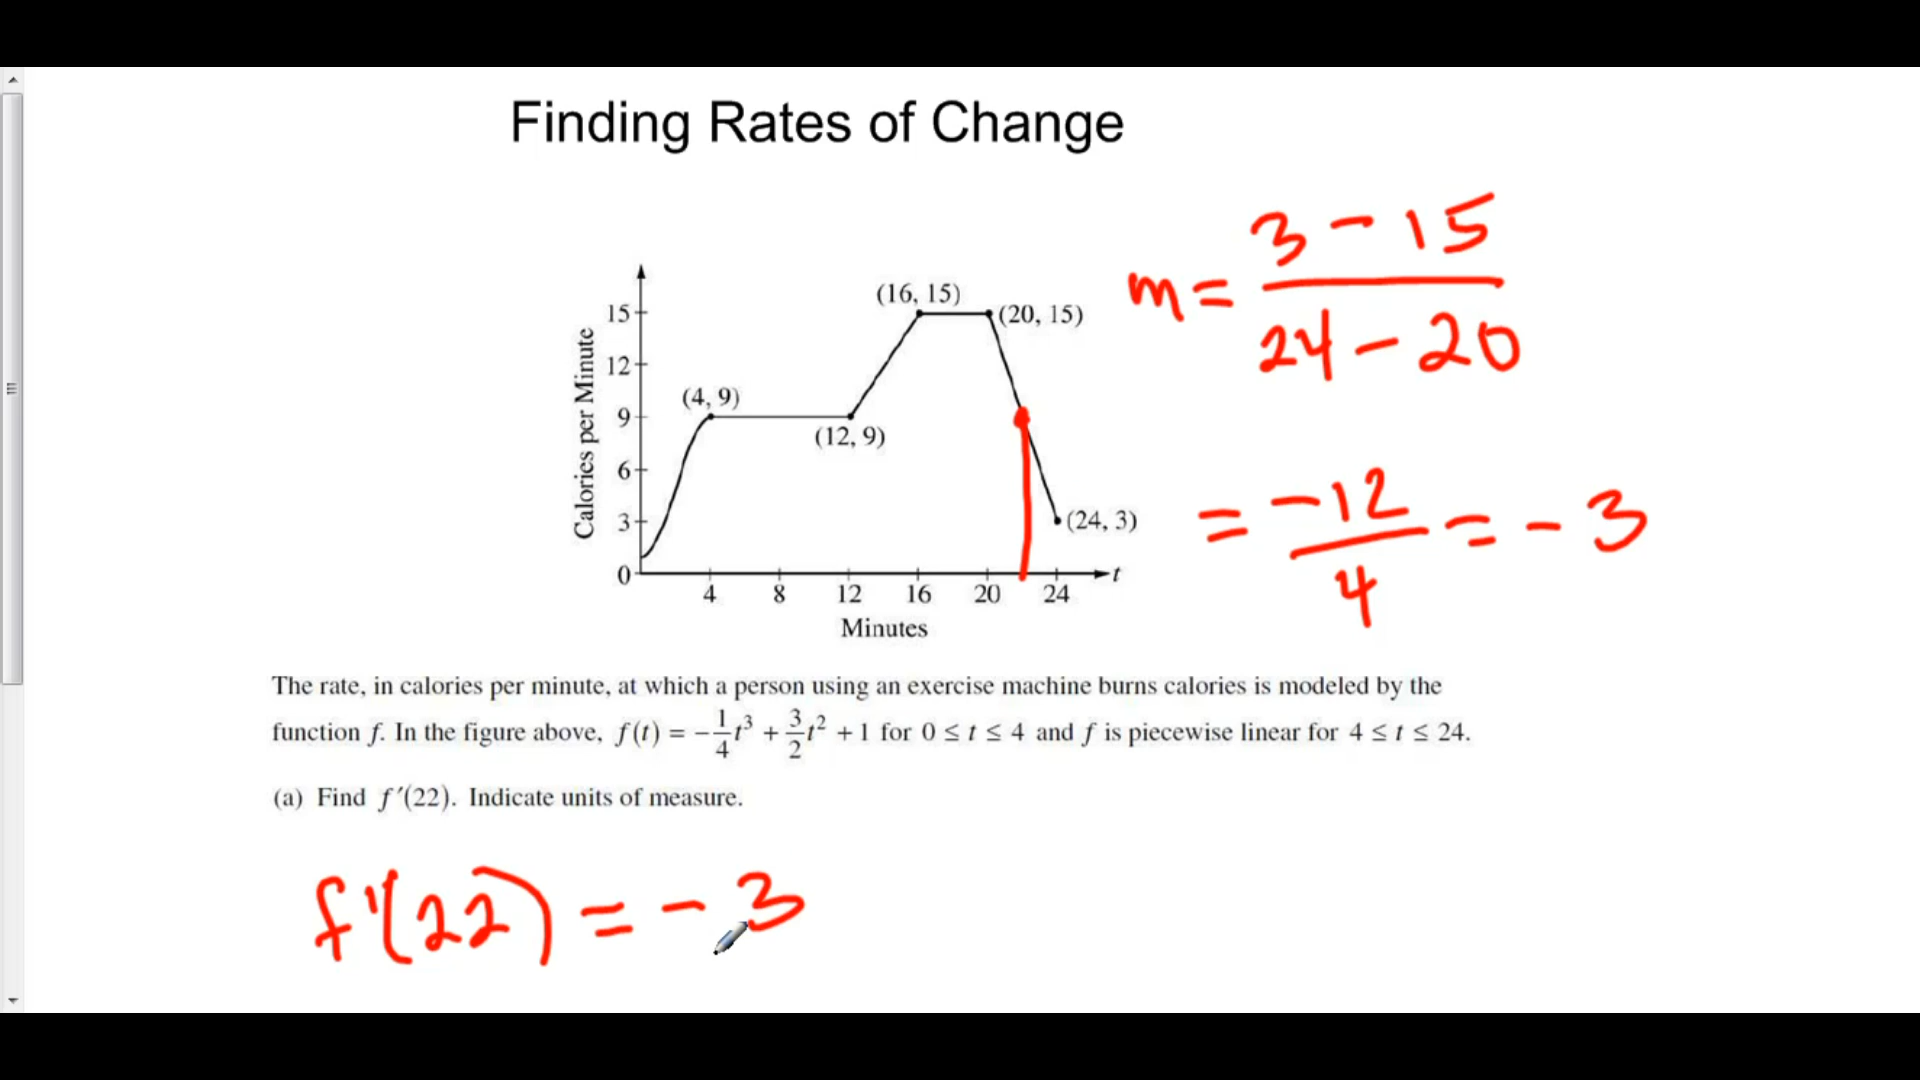 Finding Rates of Change
m = 3 - 15 / 24 - 20
= -12 / 4 = -3
Calories per Minute
15
12
9
6
3
0
(16, 15)
(20, 15)
(4, 9)
(12, 9)
(24, 3)
t
4 8 12 16 20 24
Minutes
The rate, in calories per minute, at which a person using an exercise machine burns calories is modeled by the
function f. In the figure above, f(t) = -1/4 t³ + 3/2 t² + 1 for 0 ≤ t ≤ 4 and f is piecewise linear for 4 ≤ t ≤ 24.
(a) Find f′(22). Indicate units of measure.
f'(22) = -3